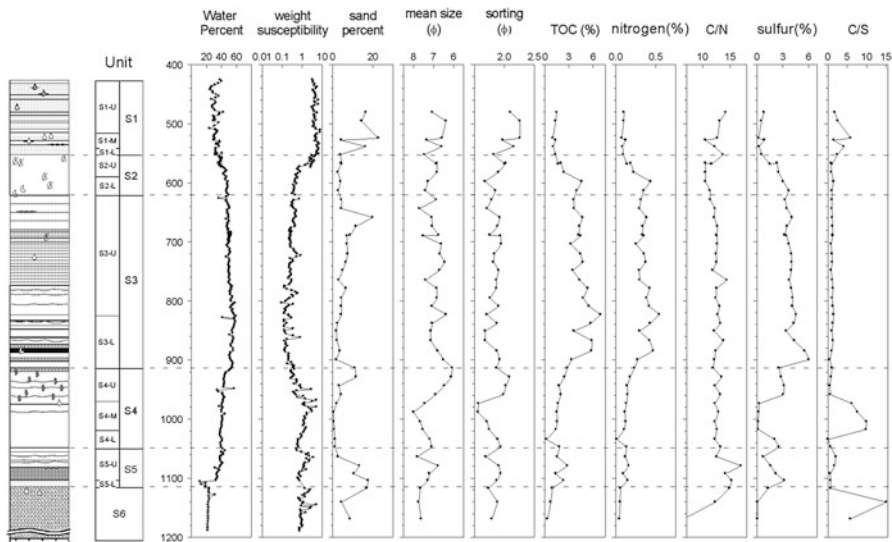 Water Percent
weight susceptibility
sand percent
mean size (ϕ)
sorting (ϕ)
TOC (%)
nitrogen(%)
C/N
sulfur(%)
C/S
Unit
400
20 40 60
0.01 0.1 1
0 20
8 7 6
2.0
2.5 0 3 6
0 0.5
10 15
0 3 6
0 5 10 15
500
600
700
800
900
1000
1100
1200
S1-U
S1-M
S1-L
S1
S2-U
S2-L
S2
S3-U
S3-L
S3
S4-U
S4-M
S4-L
S4
S5-U
S5-L
S5
S6